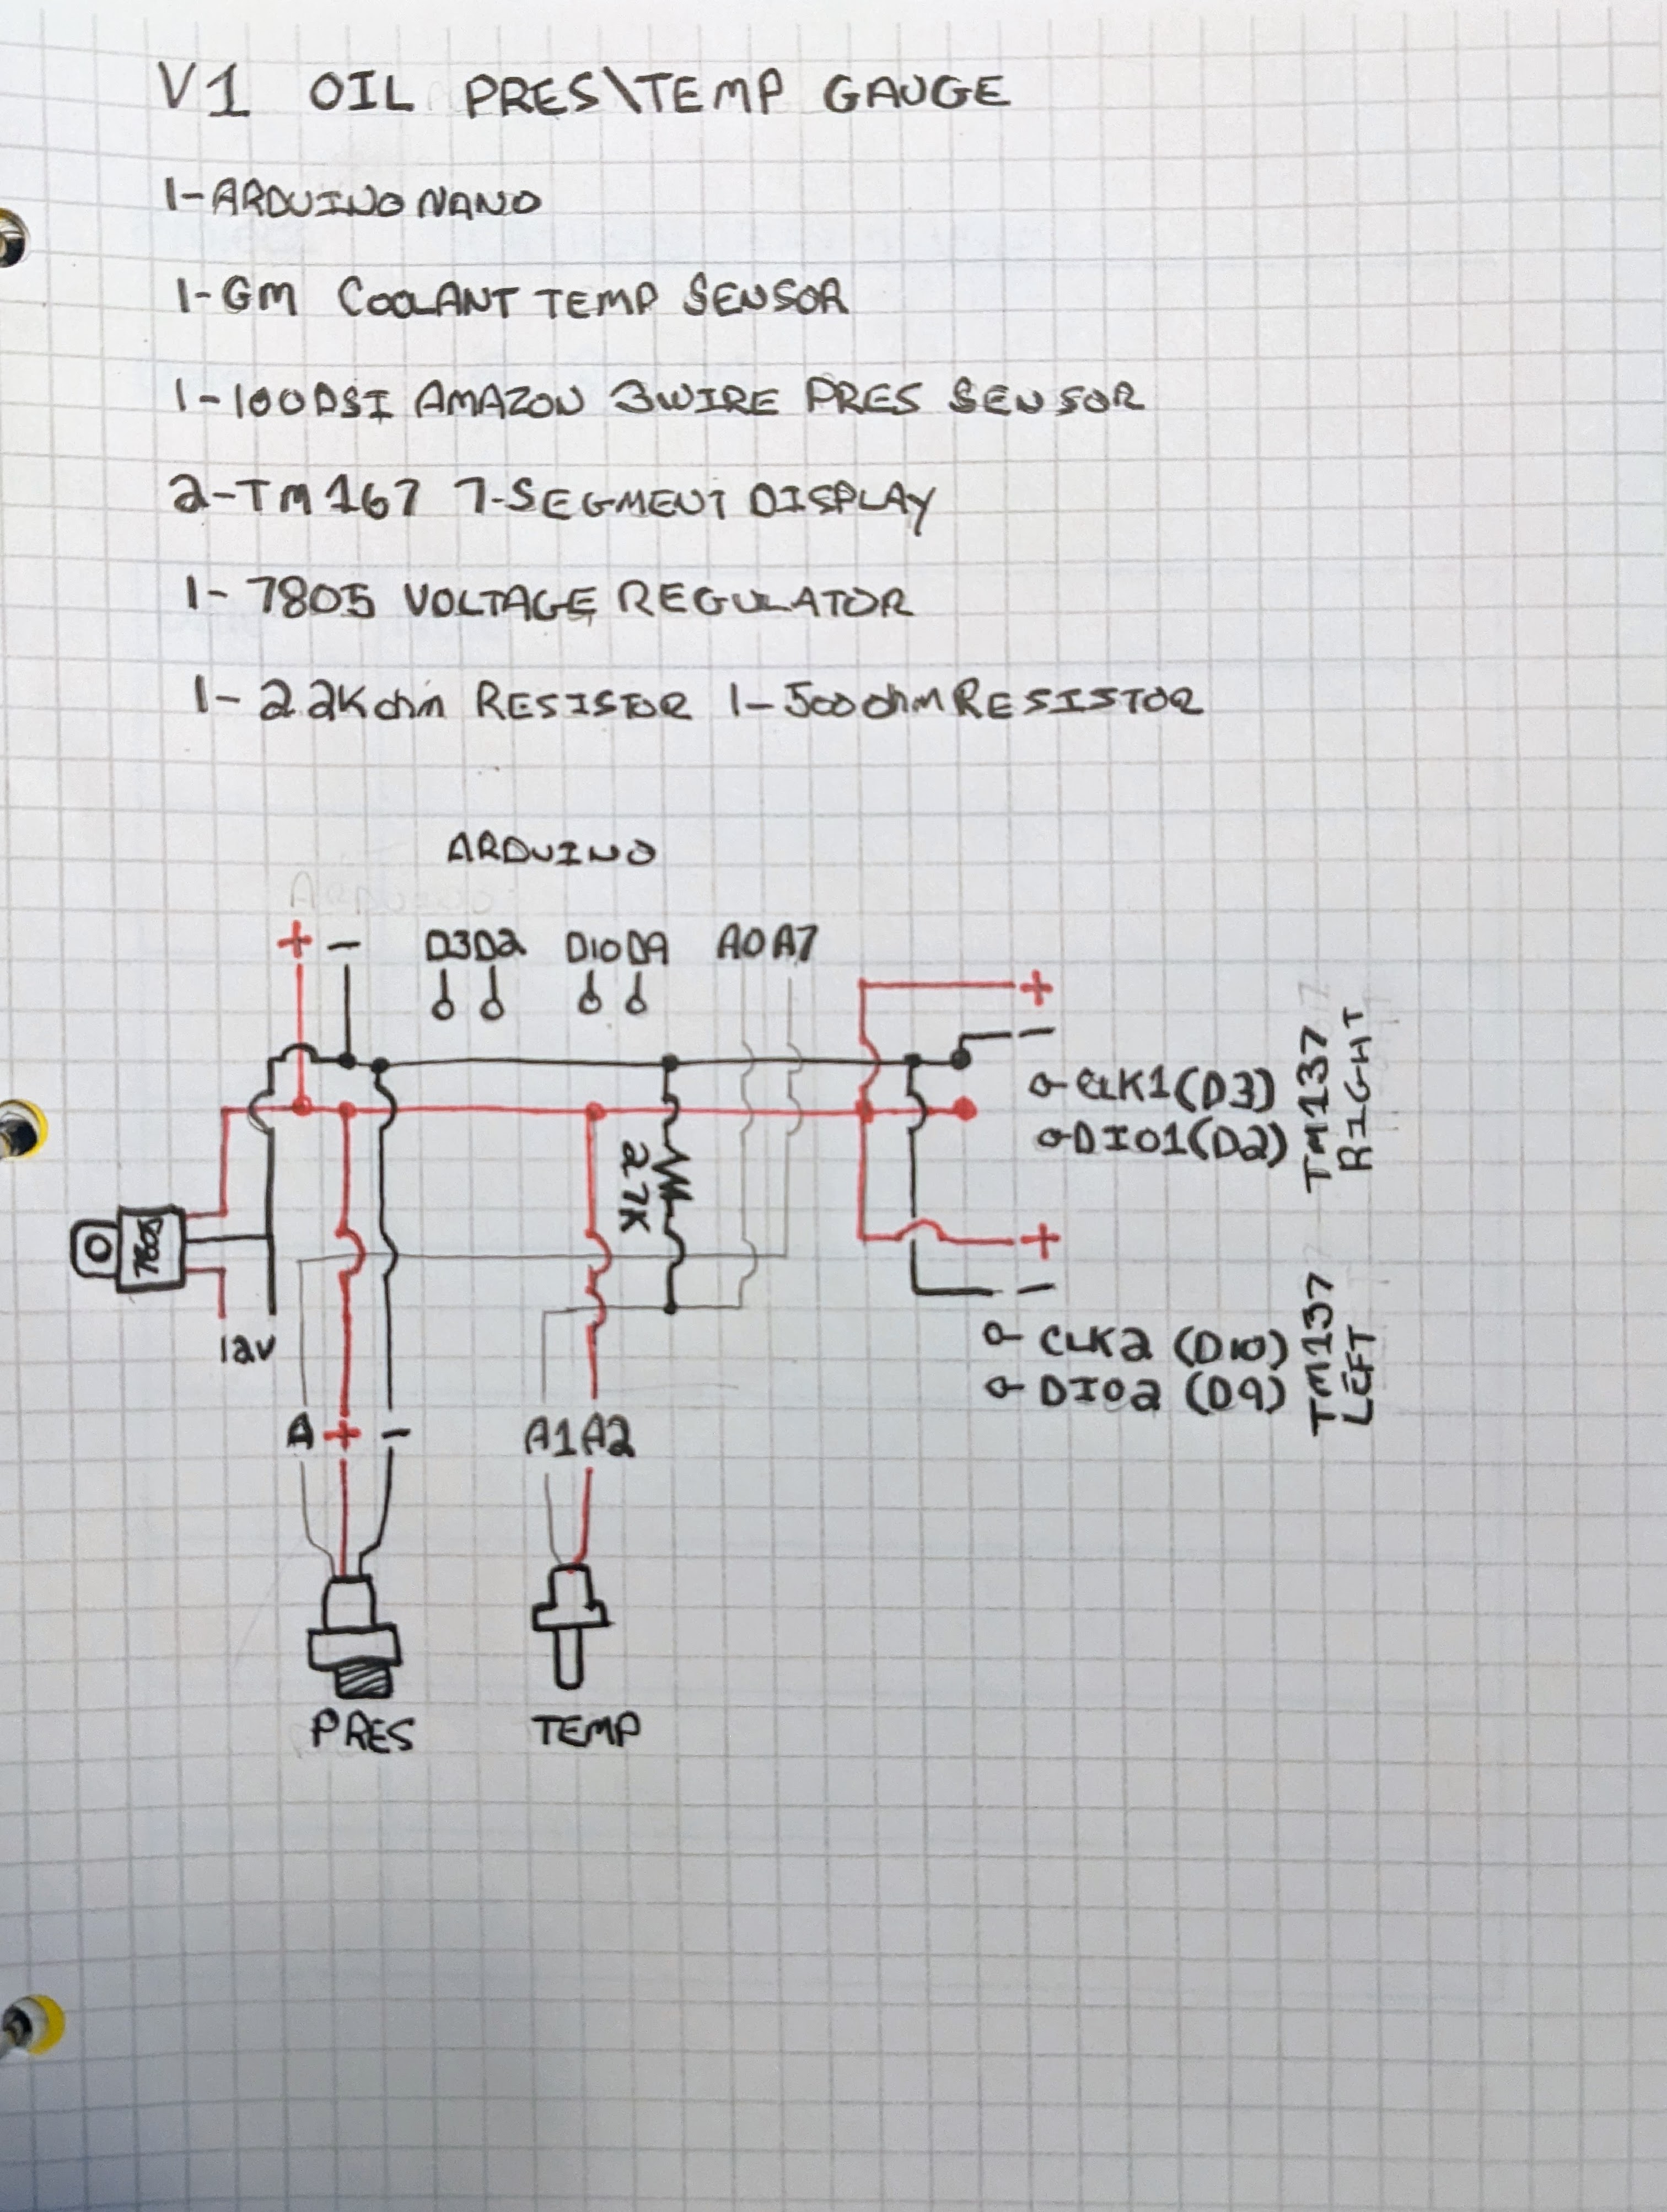 V1 OIL PRES\TEMP GAUGE
1-ARDUINO NANO
1-GM COOLANT TEMP SENSOR
1-100PSI AMAZON 3WIRE PRES SENSOR
2-TM167 7-SEGMENT DISPLAY
1-7805 VOLTAGE REGULATOR
1-22Kohm RESISTOR 1-500ohm RESISTOR
ARDUINO
ARDUINO
+ - D3 D2 D10 D9 A0 A7
+
-
CLK1(D3)
DIO1(D2)
TM137
RIGHT
2.7K
7805
12V
+
-
CLK2 (D10)
DIO2 (D9)
TM137
LEFT
A + - A1 A2
PRES TEMP